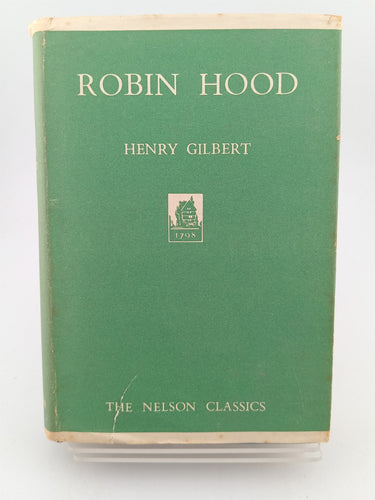 ROBIN HOOD
HENRY GILBERT
1798
THE NELSON CLASSICS